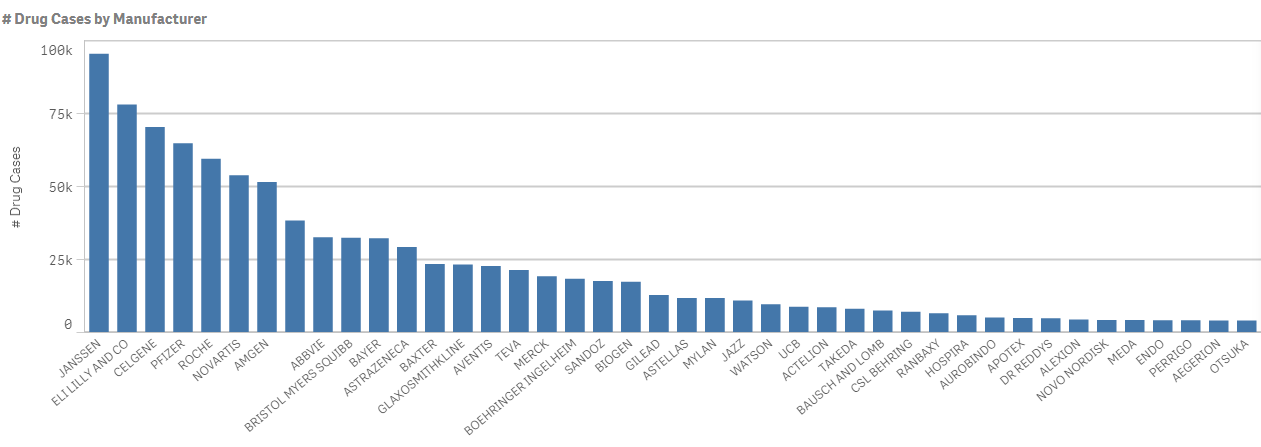 # Drug Cases by Manufacturer
100k
75k
50k
25k
0
# Drug Cases
JANSSEN
ELI LILLY AND CO
CELGENE
PFIZER
ROCHE
NOVARTIS
AMGEN
ABBVIE
BRISTOL MYERS SQUIBB
BAYER
ASTRAZENECA
BAXTER
GLAXOSMITHKLINE
AVENTIS
TEVA
MERCK
BOEHRINGER INGELHEIM
SANDOZ
BIOGEN
GILEAD
ASTELLAS
MYLAN
JAZZ
WATSON
UCB
ACTELION
TAKEDA
BAUSCH AND LOMB
CSL BEHRING
RANBAXY
HOSPIRA
AUROBINDO
APOTEX
DR REDDYS
ALEXION
NOVO NORDISK
MEDA
ENDO
PERRIGO
AEGERION
OTSUKA